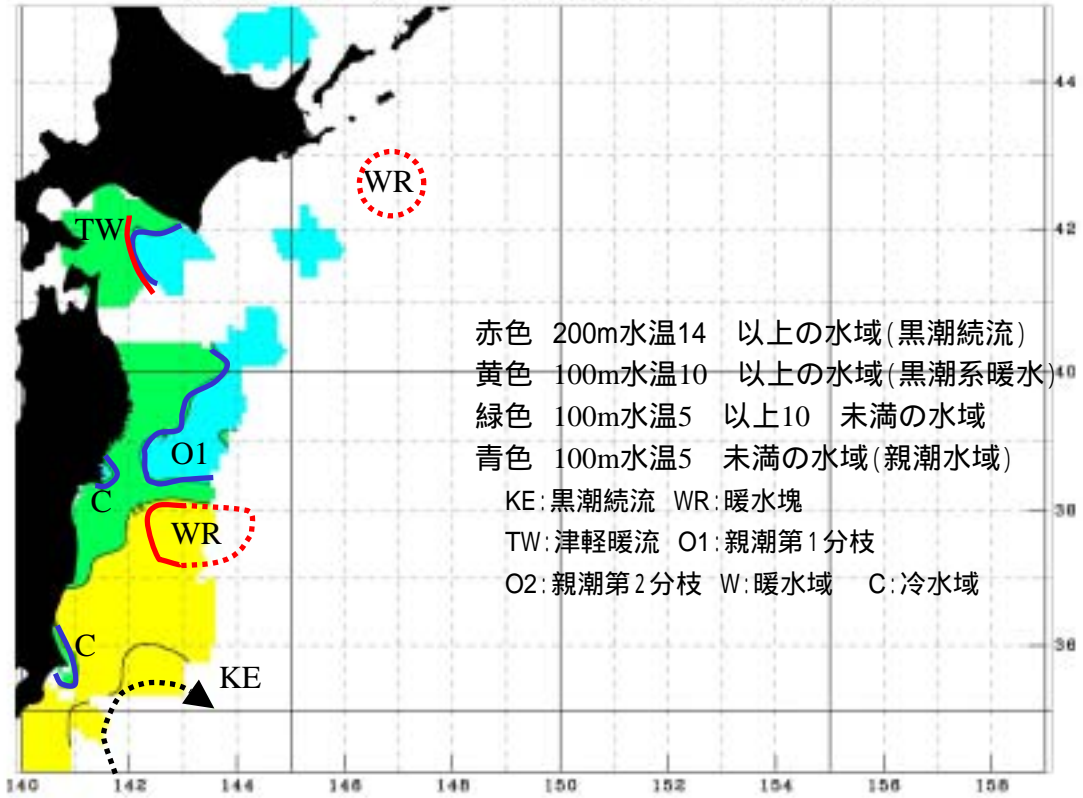 44
WR
TW
42
赤色 200m水温14 以上の水域(黒潮続流)
黄色 100m水温10 以上の水域(黒潮系暖水)
40
緑色 100m水温5 以上10 未満の水域
青色 100m水温5 未満の水域(親潮水域)
O1
C
KE:黒潮続流 WR:暖水塊
38
WR
TW:津軽暖流 O1:親潮第1分枝
O2:親潮第2分枝 W:暖水域 C:冷水域
C
36
KE
140 142 144 146 148 150 152 154 156 158